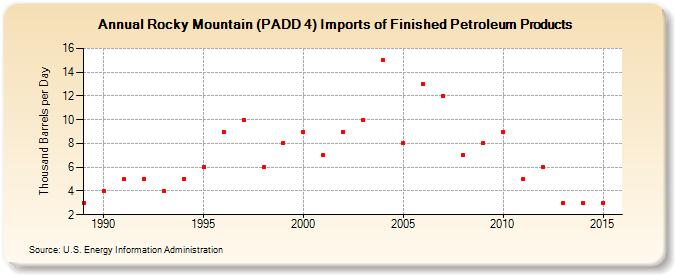 Annual Rocky Mountain (PADD 4) Imports of Finished Petroleum Products
Thousand Barrels per Day
16
14
12
10
8
6
4
2
1990 1995 2000 2005 2010 2015
Source: U.S. Energy Information Administration